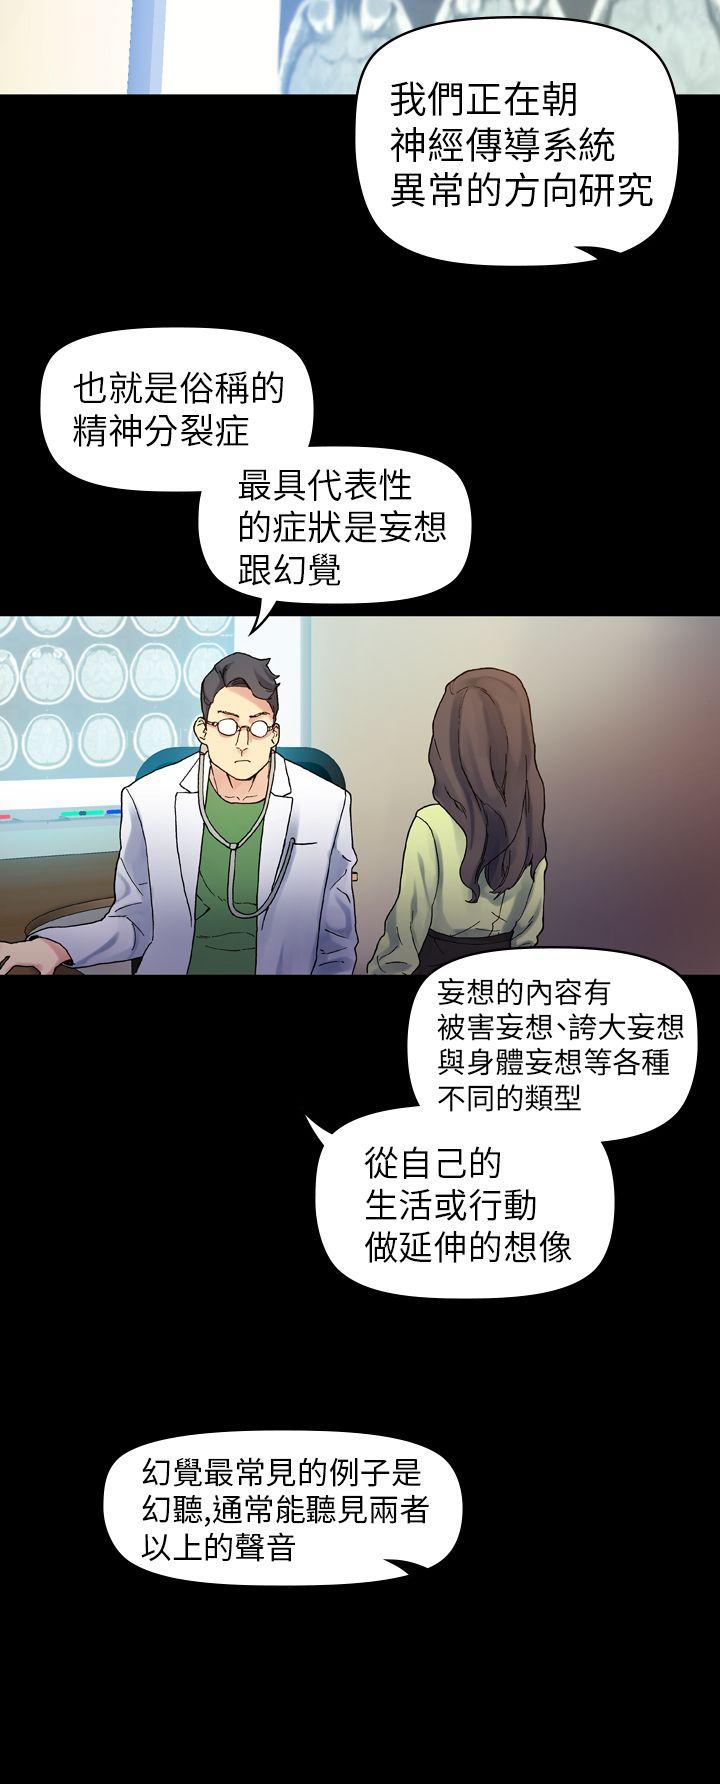 我們正在朝
神經傳導系統
異常的方向研究
也就是俗稱的
精神分裂症
最具代表性
的症狀是妄想
跟幻覺
妄想的內容有
被害妄想、誇大妄想
與身體妄想等各種
不同的類型
從自己的
生活或行動
做延伸的想像
幻覺最常見的例子是
幻聽,通常能聽見兩者
以上的聲音